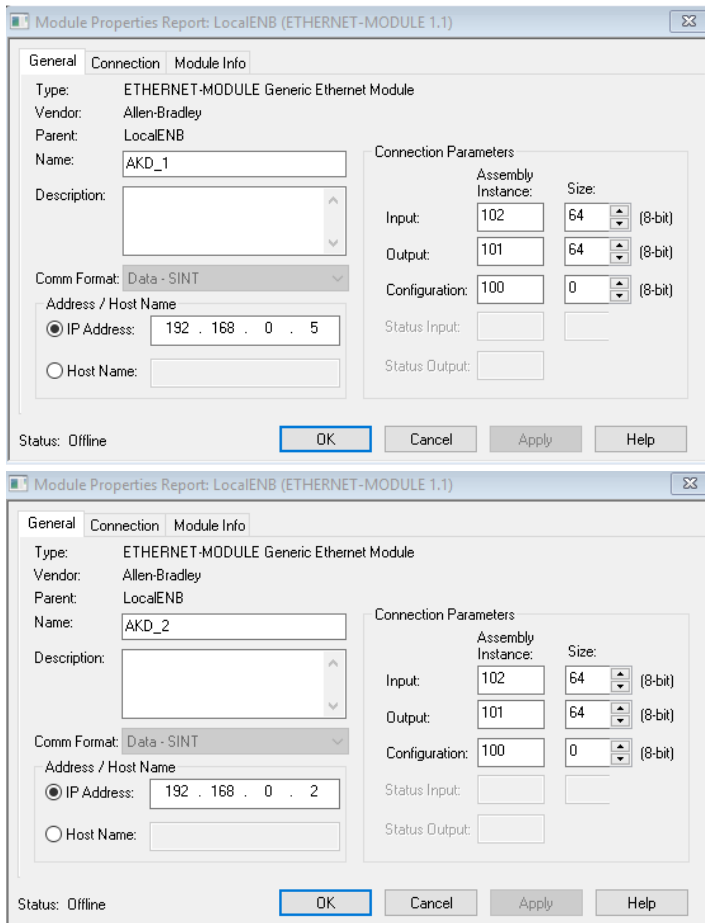 Module Properties Report: LocalENB (ETHERNET-MODULE 1.1)
General Connection Module Info
Type: ETHERNET-MODULE Generic Ethernet Module
Vendor: Allen-Bradley
Parent: LocalENB
Name: AKD_1
Description:
Comm Format: Data - SINT
Address / Host Name
IP Address: 192 . 168 . 0 . 5
Host Name:
Connection Parameters
Assembly
Instance: Size:
Input: 102 64 (8-bit)
Output: 101 64 (8-bit)
Configuration: 100 0 (8-bit)
Status Input:
Status Output:
Status: Offline OK Cancel Apply Help
Module Properties Report: LocalENB (ETHERNET-MODULE 1.1)
General Connection Module Info
Type: ETHERNET-MODULE Generic Ethernet Module
Vendor: Allen-Bradley
Parent: LocalENB
Name: AKD_2
Description:
Comm Format: Data - SINT
Address / Host Name
IP Address: 192 . 168 . 0 . 2
Host Name:
Connection Parameters
Assembly
Instance: Size:
Input: 102 64 (8-bit)
Output: 101 64 (8-bit)
Configuration: 100 0 (8-bit)
Status Input:
Status Output:
Status: Offline OK Cancel Apply Help